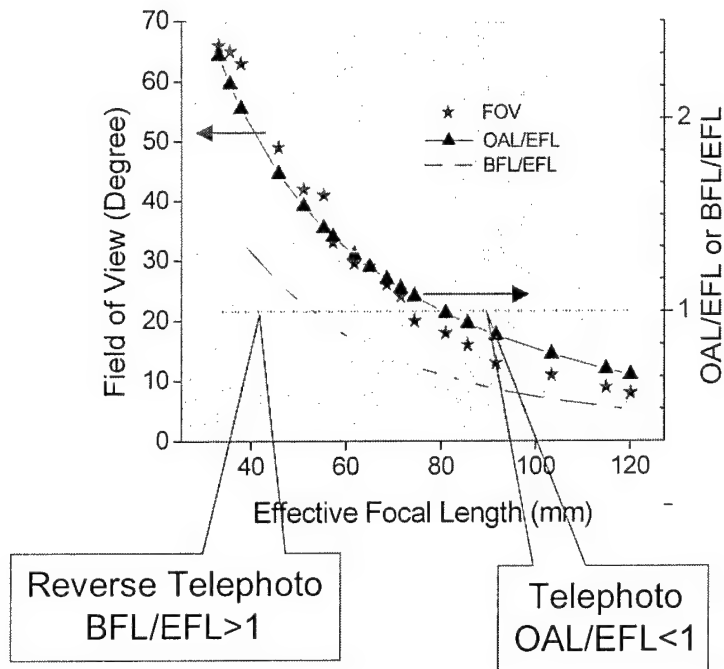 70
60
50
40
30
20
10
0
Field of View (Degree)
FOV
OAL/EFL
BFL/EFL
2
1
OAL/EFL or BFL/EFL
40
60
80
100
120
Effective Focal Length (mm)
Reverse Telephoto
BFL/EFL>1
Telephoto
OAL/EFL<1